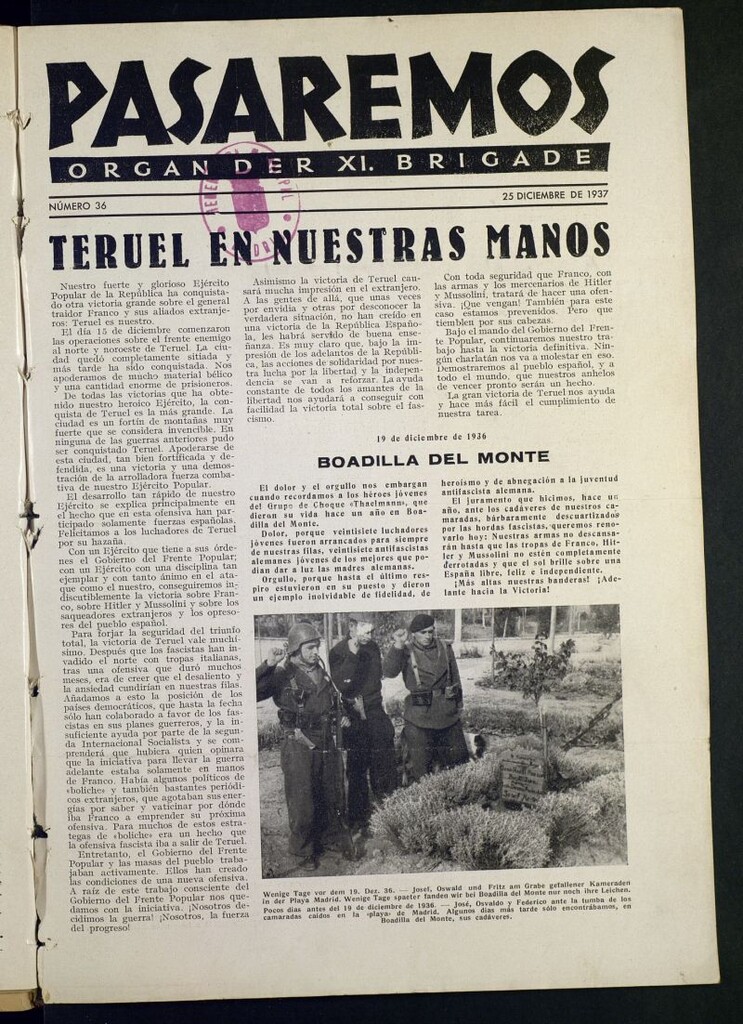 PASAREMOS
ORGAN DER XI. BRIGADE
NÚMERO 36
25 DICIEMBRE DE 1937
TERUEL EN NUESTRAS MANOS
Nuestro fuerte y glorioso Ejército
Popular de la República ha conquista-
do otra victoria grande sobre el general
traidor Franco y sus aliados extranje-
ros: Teruel es nuestro.
El día 15 de diciembre comenzaron
las operaciones sobre el frente enemigo
al norte y noroeste de Teruel. La ciu-
dad quedó completamente sitiada y
más tarde ha sido conquistada. Nos
apoderamos de mucho material bélico
y una cantidad enorme de prisioneros.
De todas las victorias que ha obte-
nido nuestro heroico Ejército, la con-
quista de Teruel es la más grande. La
ciudad es un fortín de montañas muy
fuerte que se considera invencible. En
ninguna de las guerras anteriores pudo
ser conquistado Teruel. Apoderarse de
esta ciudad, tan bien fortificada y de-
fendida, es una victoria y una demos-
tración de la arrolladora fuerza comba-
tiva de nuestro Ejército Popular.
El desarrollo tan rápido de nuestro
Ejército se explica principalmente en
el hecho que en esta ofensiva han par-
ticipado solamente fuerzas españolas.
Felicitamos a los luchadores de Teruel
por su hazaña.
Con un Ejército que tiene a sus órde-
nes el Gobierno del Frente Popular;
con un Ejército con una disciplina tan
ejemplar y con tanto ánimo en el ata-
que como el nuestro, conseguiremos in-
discutiblemente la victoria sobre Fran-
co, sobre Hitler y Mussolini y sobre los
saqueadores extranjeros y los opreso-
res del pueblo español.
Para forjar la seguridad del triunfo
total, la victoria de Teruel vale muchí-
simo. Después que los fascistas han in-
vadido el norte con tropas italianas,
tras una ofensiva que duró muchos
meses, era de creer que el desaliento y
la ansiedad cundirían en nuestras filas.
Añadamos a esto la posición de los
países democráticos, que hasta la fecha
sólo han colaborado a favor de los fas-
cistas en sus planes guerreros, y la in-
suficiente ayuda por parte de la segun-
da Internacional Socialista y se com-
prenderá que hubiera quien opinara
que la iniciativa para llevar la guerra
adelante estaba solamente en manos
de Franco. Había algunos políticos de
«boliche» y también bastantes periódi-
cos extranjeros, que agotaban sus ener-
gías por saber y vaticinar por dónde
iba Franco a emprender su próxima
ofensiva. Para muchos de estos estra-
tegas de «boliche» era un hecho que
la ofensiva fascista iba a salir de Teruel.
Entretanto, el Gobierno del Frente
Popular y las masas del pueblo traba-
jaban activamente. Ellos han creado
las condiciones de una nueva ofensiva.
A raíz de este trabajo consciente del
Gobierno del Frente Popular nos que-
damos con la iniciativa. ¡Nosotros de-
cidimos la guerra! ¡Nosotros, la fuerza
del progreso!
Asimismo la victoria de Teruel cau-
sará mucha impresión en el extranjero.
A las gentes de allá, que unas veces
por envidia y otras por desconocer la
verdadera situación, no han creído en
una victoria de la República Españo-
la, les habrá servido de buena ense-
ñanza. Es muy claro que, bajo la im-
presión de los adelantos de la Repúbli-
ca, las acciones de solidaridad por nues-
tra lucha por la libertad y la indepen-
dencia se van a reforzar. La ayuda
constante de todos los amantes de la
libertad nos ayudará a conseguir con
facilidad la victoria total sobre el fas-
cismo.
Con toda seguridad que Franco, con
las armas y los mercenarios de Hitler
y Mussolini, tratará de hacer una ofen-
siva. ¡Que vengan! También para este
caso estamos prevenidos. Pero que
tiemblen por sus cabezas.
Bajo el mando del Gobierno del Fren-
te Popular, continuaremos nuestro tra-
bajo hasta la victoria definitiva. Nin-
gún charlatán nos va a molestar en eso.
Demostraremos al pueblo español, y a
todo el mundo, que nuestros anhelos
de vencer pronto serán un hecho.
La gran victoria de Teruel nos ayuda
y hace más fácil el cumplimiento de
nuestra tarea.
19 de diciembre de 1936
BOADILLA DEL MONTE
El dolor y el orgullo nos embargan
cuando recordamos a los héroes jóvenes
del Grupo de Choque «Thaelmann», que
dieron su vida hace un año en Boa-
dilla del Monte.
Dolor, porque veintisiete luchadores
jóvenes fueron arrancados para siempre
de nuestras filas, veintisiete antifascistas
alemanes jóvenes de los mejores que po-
dían dar a luz las madres alemanas.
Orgullo, porque hasta el último res-
piro estuvieron en su puesto y dieron
un ejemplo inolvidable de fidelidad, de
heroísmo y de abnegación a la juventud
antifascista alemana.
El juramento que hicimos, hace un
año, ante los cadáveres de nuestros ca-
maradas, bárbaramente descuartizados
por las hordas fascistas, queremos reno-
varlo hoy: Nuestras armas no descansa-
rán hasta que las tropas de Franco, Hit-
ler y Mussolini no estén completamente
derrotadas y que el sol brille sobre una
España libre, feliz e independiente.
¡Más altas nuestras banderas! ¡Ade-
lante hacia la Victoria!
Wenige Tage vor dem 19. Dez. 36. — Josef, Oswald und Fritz am Grabe gefallener Kameraden
in der Playa Madrid. Wenige Tage spaeter fanden wir bei Boadilla del Monte nur noch ihre Leichen.
Pocos días antes del 19 de diciembre de 1936. — José, Osvaldo y Federico ante la tumba de los
camaradas caídos en la «playa» de Madrid. Algunos días más tarde sólo encontrábamos, en
Boadilla del Monte, sus cadáveres.